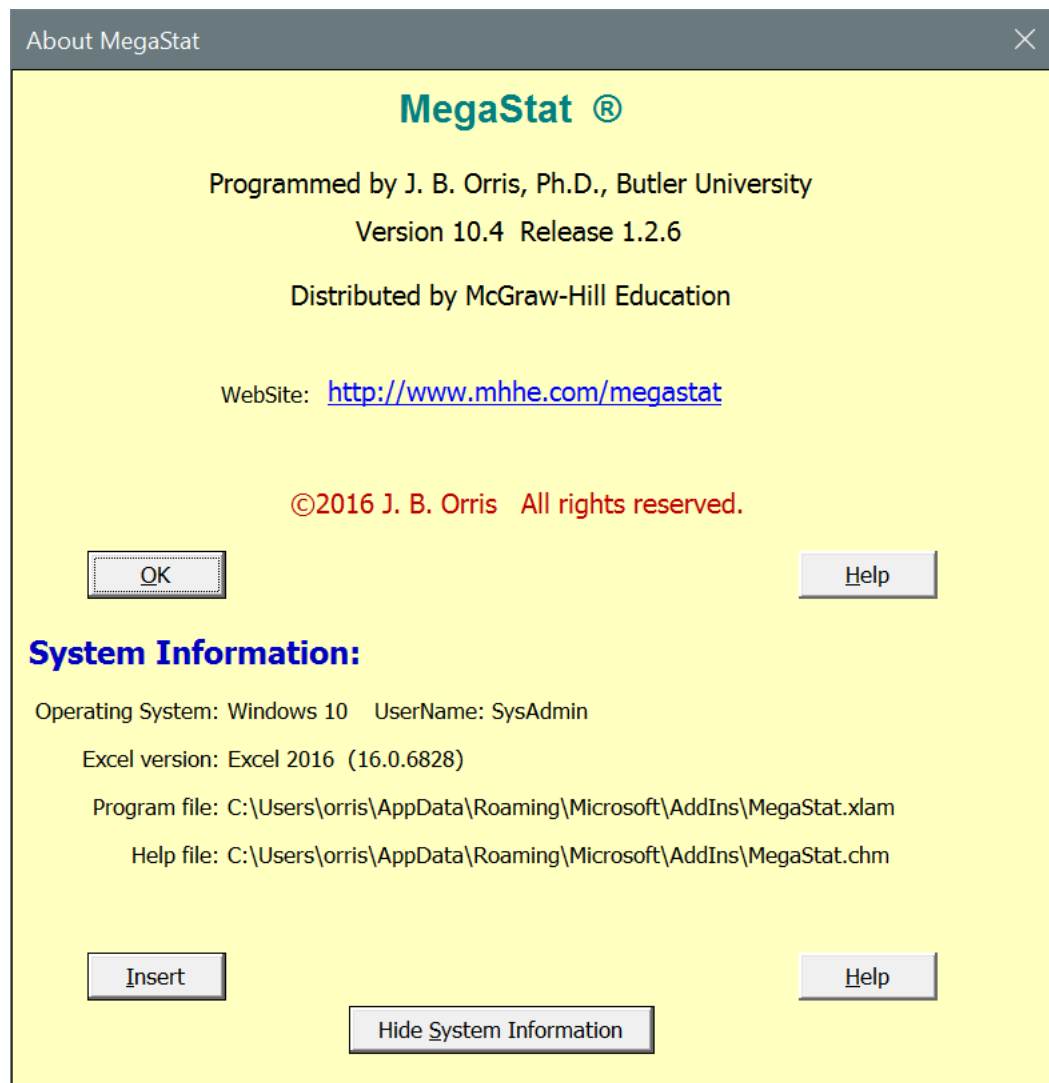 About MegaStat
MegaStat ®
Programmed by J. B. Orris, Ph.D., Butler University
Version 10.4 Release 1.2.6
Distributed by McGraw-Hill Education
WebSite: http://www.mhhe.com/megastat
©2016 J. B. Orris All rights reserved.
OK Help
System Information:
Operating System: Windows 10 UserName: SysAdmin
Excel version: Excel 2016 (16.0.6828)
Program file: C:\Users\orris\AppData\Roaming\Microsoft\AddIns\MegaStat.xlam
Help file: C:\Users\orris\AppData\Roaming\Microsoft\AddIns\MegaStat.chm
Insert Help
Hide System Information